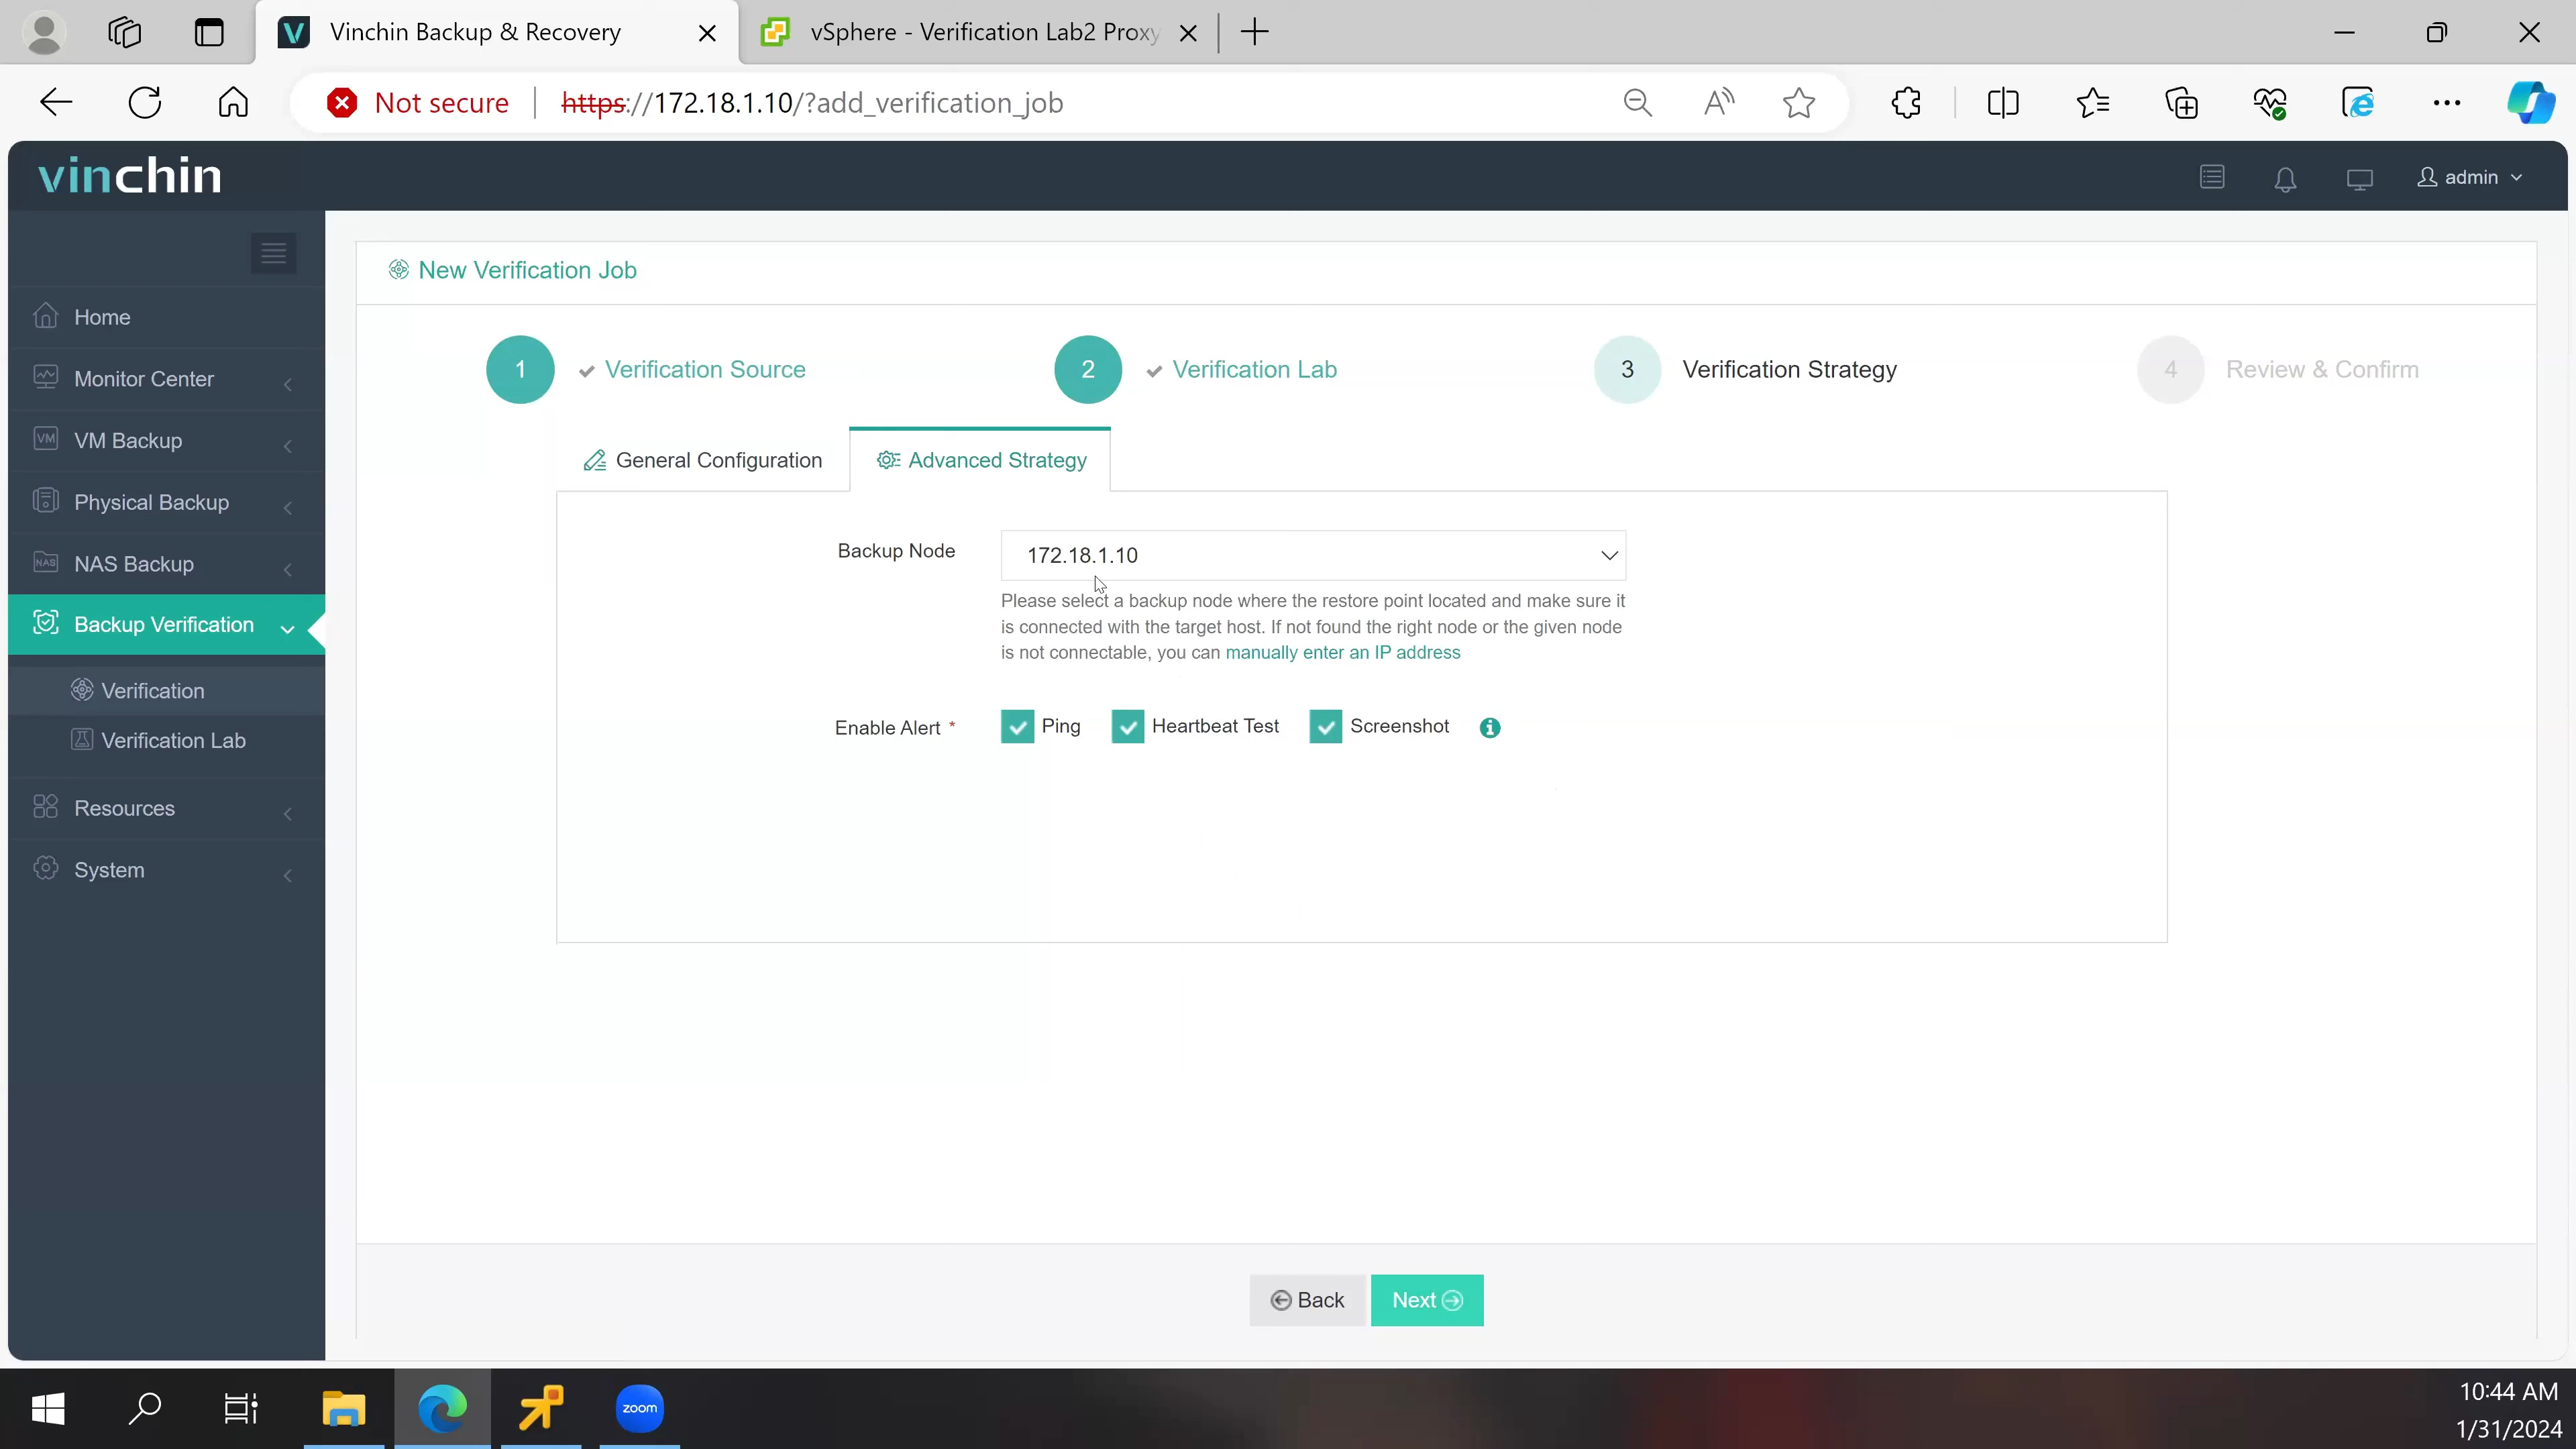 Vinchin Backup & Recovery
vSphere - Verification Lab2 Proxy
Not secure
https://172.18.1.10/?add_verification_job
vinchin
admin
Home
Monitor Center
VM Backup
Physical Backup
NAS Backup
Backup Verification
Verification
Verification Lab
Resources
System
New Verification Job
1 Verification Source
2 Verification Lab
3 Verification Strategy
4 Review & Confirm
General Configuration
Advanced Strategy
Backup Node
172.18.1.10
Please select a backup node where the restore point located and make sure it
is connected with the target host. If not found the right node or the given node
is not connectable, you can manually enter an IP address
Enable Alert * Ping Heartbeat Test Screenshot
Back
Next
zoom
10:44 AM
1/31/2024